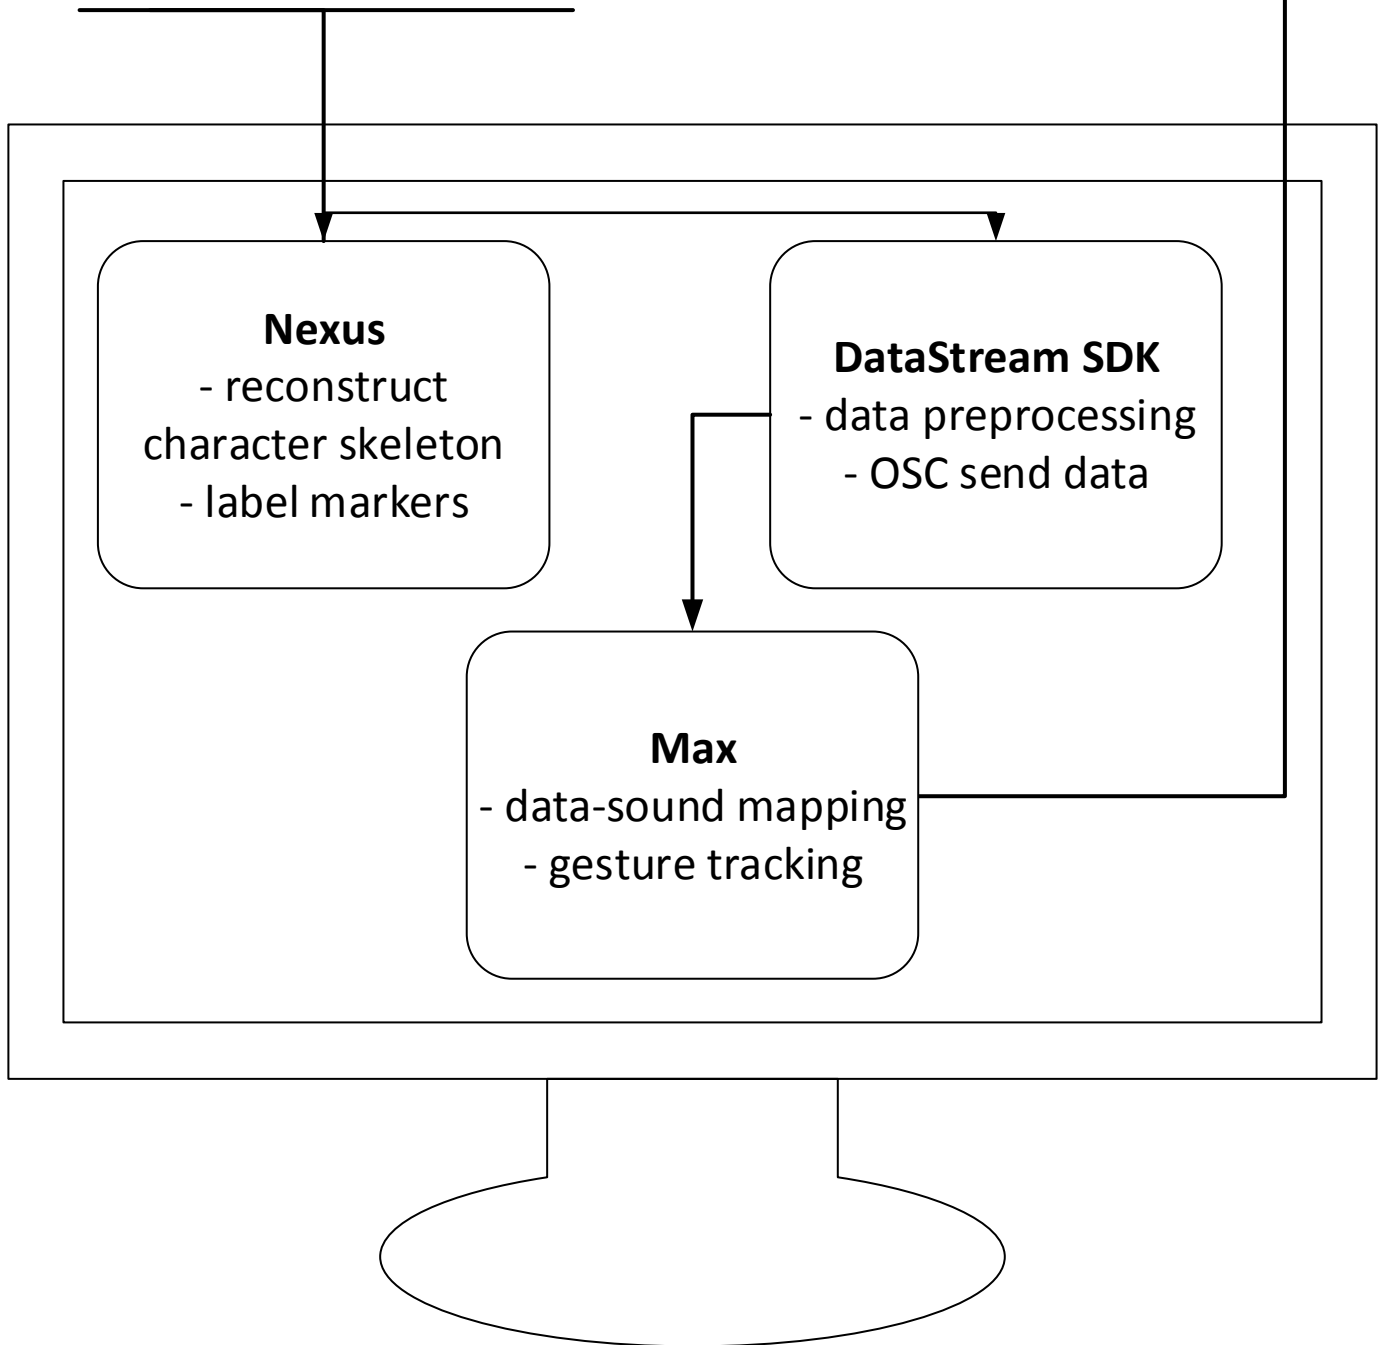 Nexus
- reconstruct
character skeleton
- label markers
DataStream SDK
- data preprocessing
- OSC send data
Max
- data-sound mapping
- gesture tracking